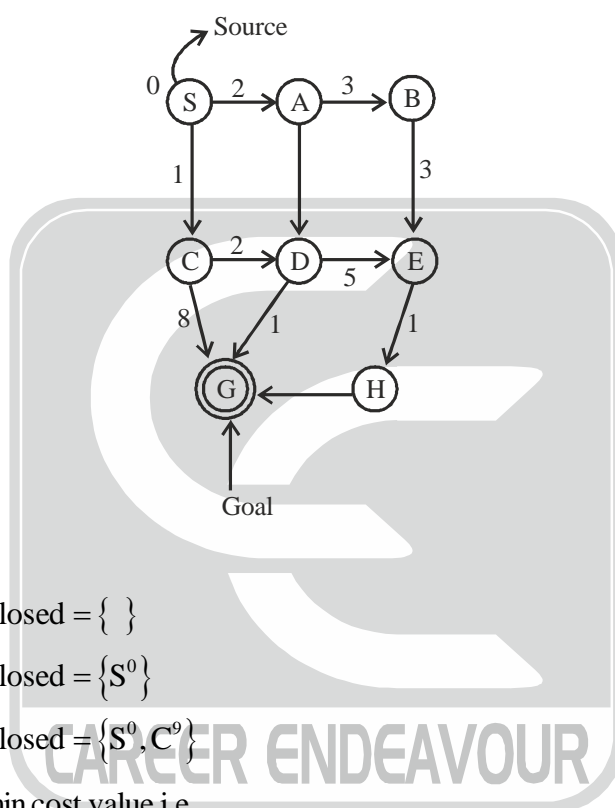 Source
0
S 2 A 3 B
1
3
C 2 D 5 E
8
1
1
G
H
Goal
losed = { }
losed = {S⁰}
losed = {S⁰, C⁹}
CAREER ENDEAVOUR